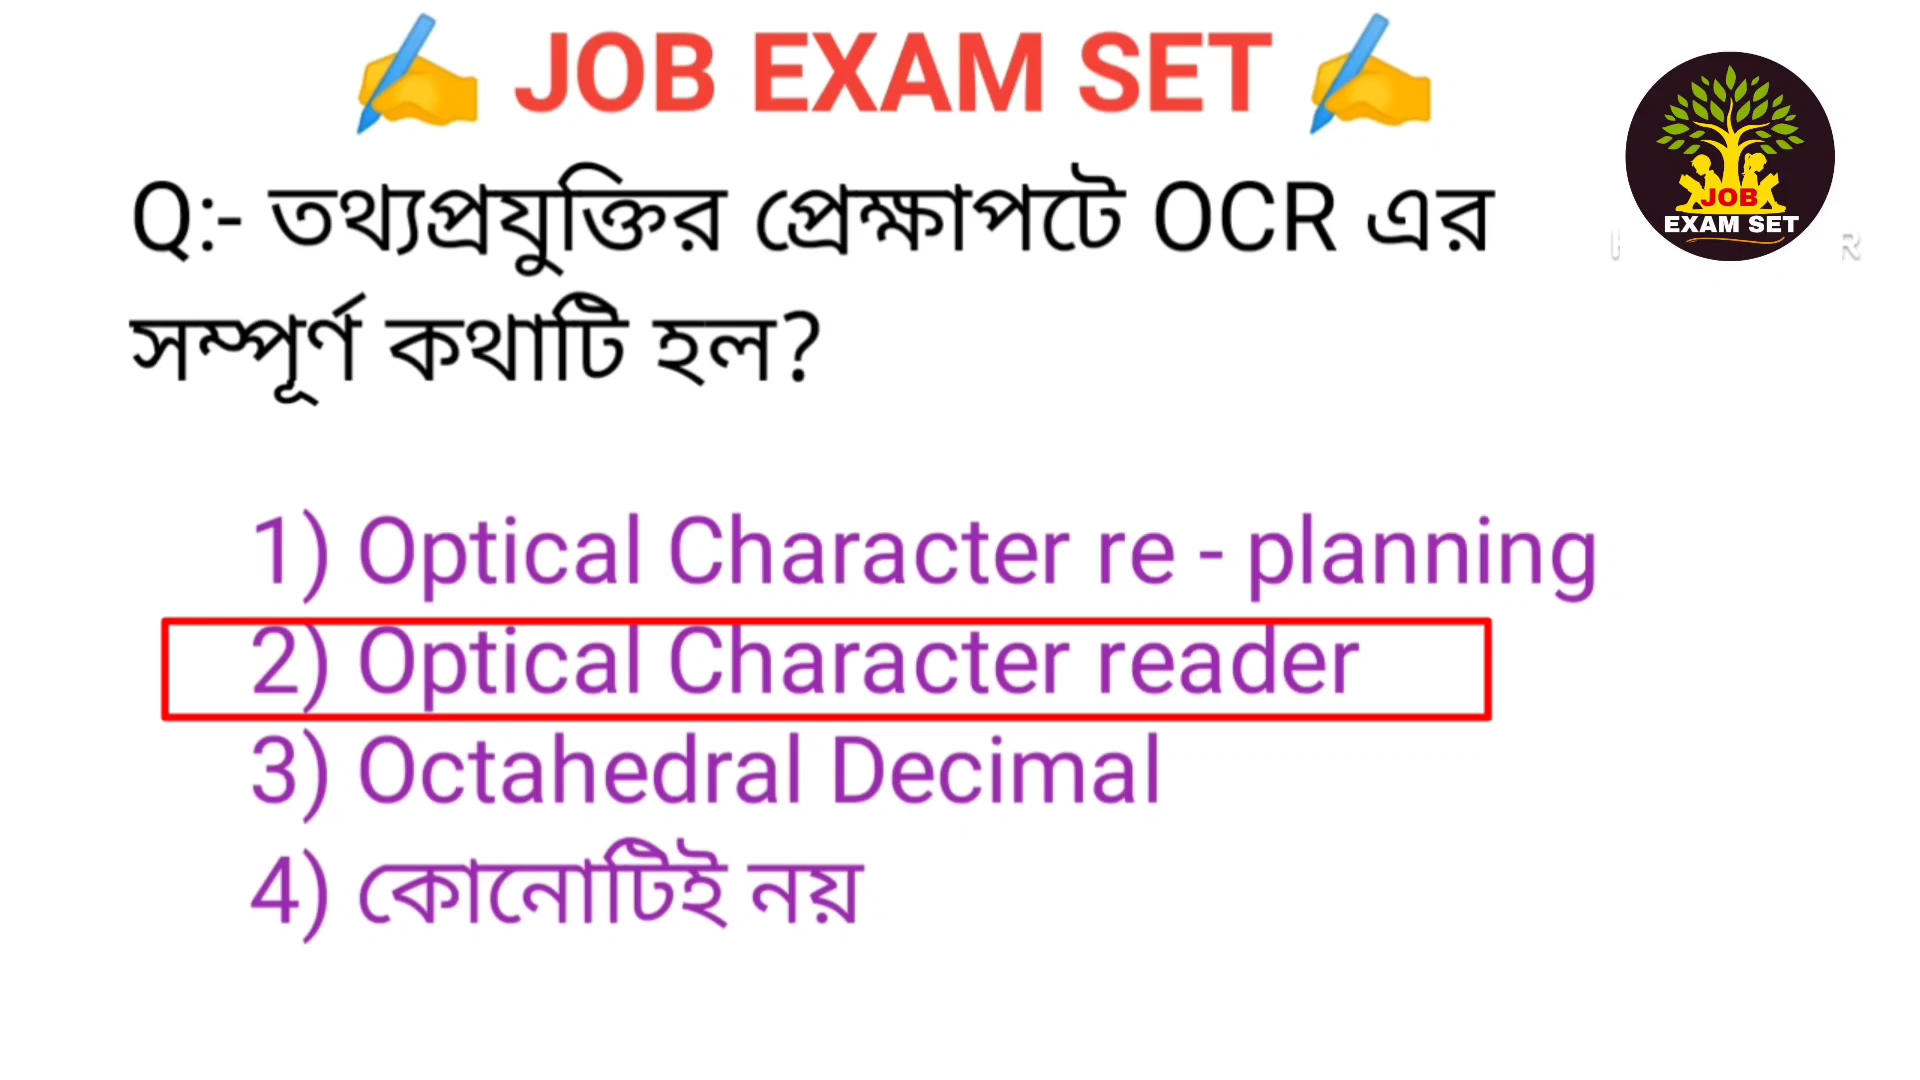 ✍ JOB EXAM SET ✍
Q:- তথ্যপ্রযুক্তির প্রেক্ষাপটে OCR এর
সম্পূর্ণ কথাটি হল?
1) Optical Character re - planning
2) Optical Character reader
3) Octahedral Decimal
4) কোনোটিই নয়
JOB
EXAM SET